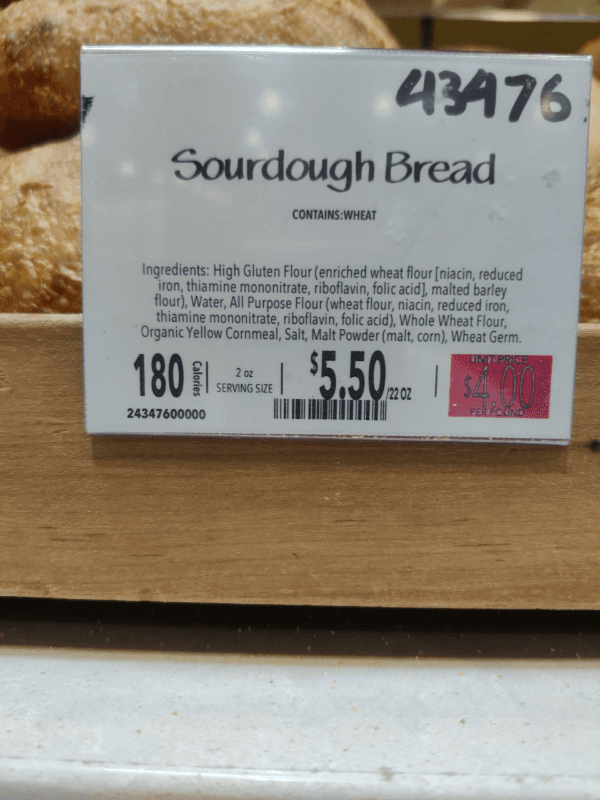 43476
Sourdough Bread
CONTAINS:WHEAT
Ingredients: High Gluten Flour (enriched wheat flour [niacin, reduced
iron, thiamine mononitrate, riboflavin, folic acid], malted barley
flour), Water, All Purpose Flour (wheat flour, niacin, reduced iron,
thiamine mononitrate, riboflavin, folic acid), Whole Wheat Flour,
Organic Yellow Cornmeal, Salt, Malt Powder (malt, corn), Wheat Germ.
180 Calories
2 oz
SERVING SIZE
$5.50 /22 OZ
UNIT PRICE
$4.00
PER POUND
24347600000